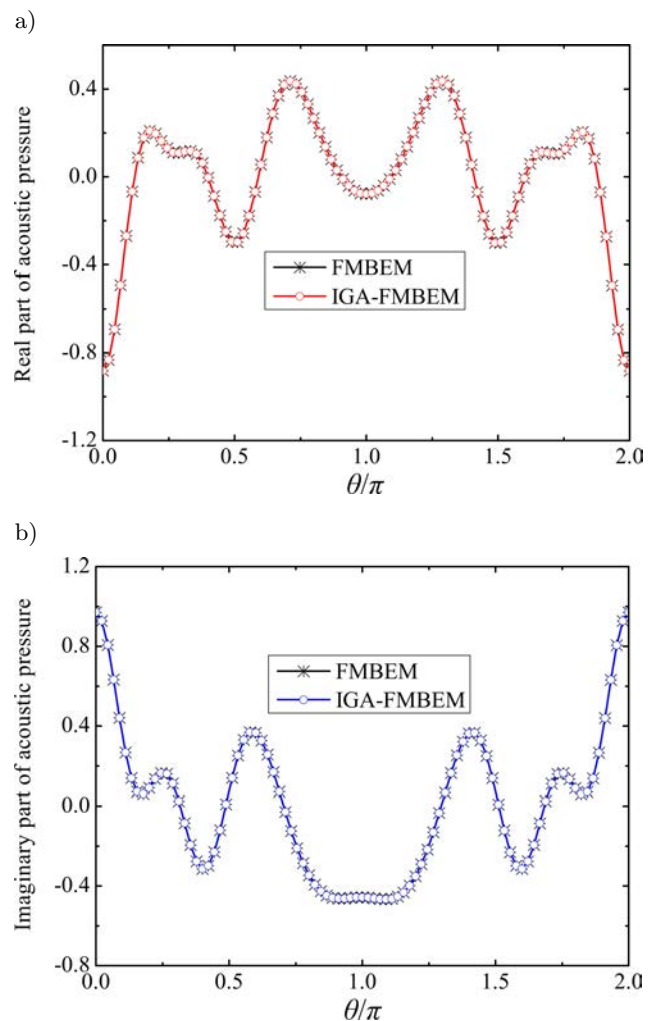 a)
0.4
0.0
-0.4
-0.8
-1.2
Real part of acoustic pressure
FMBEM
IGA-FMBEM
0.0 0.5 1.0 1.5 2.0
θ/π
b)
1.2
0.8
0.4
0.0
-0.4
-0.8
Imaginary part of acoustic pressure
FMBEM
IGA-FMBEM
0.0 0.5 1.0 1.5 2.0
θ/π